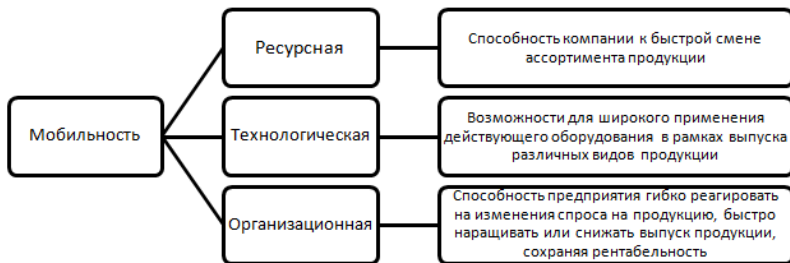 Мобильность
Ресурсная
Способность компании к быстрой смене
ассортимента продукции
Технологическая
Возможности для широкого применения
действующего оборудования в рамках выпуска
различных видов продукции
Организационная
Способность предприятия гибко реагировать
на изменения спроса на продукцию, быстро
наращивать или снижать выпуск продукции,
сохраняя рентабельность